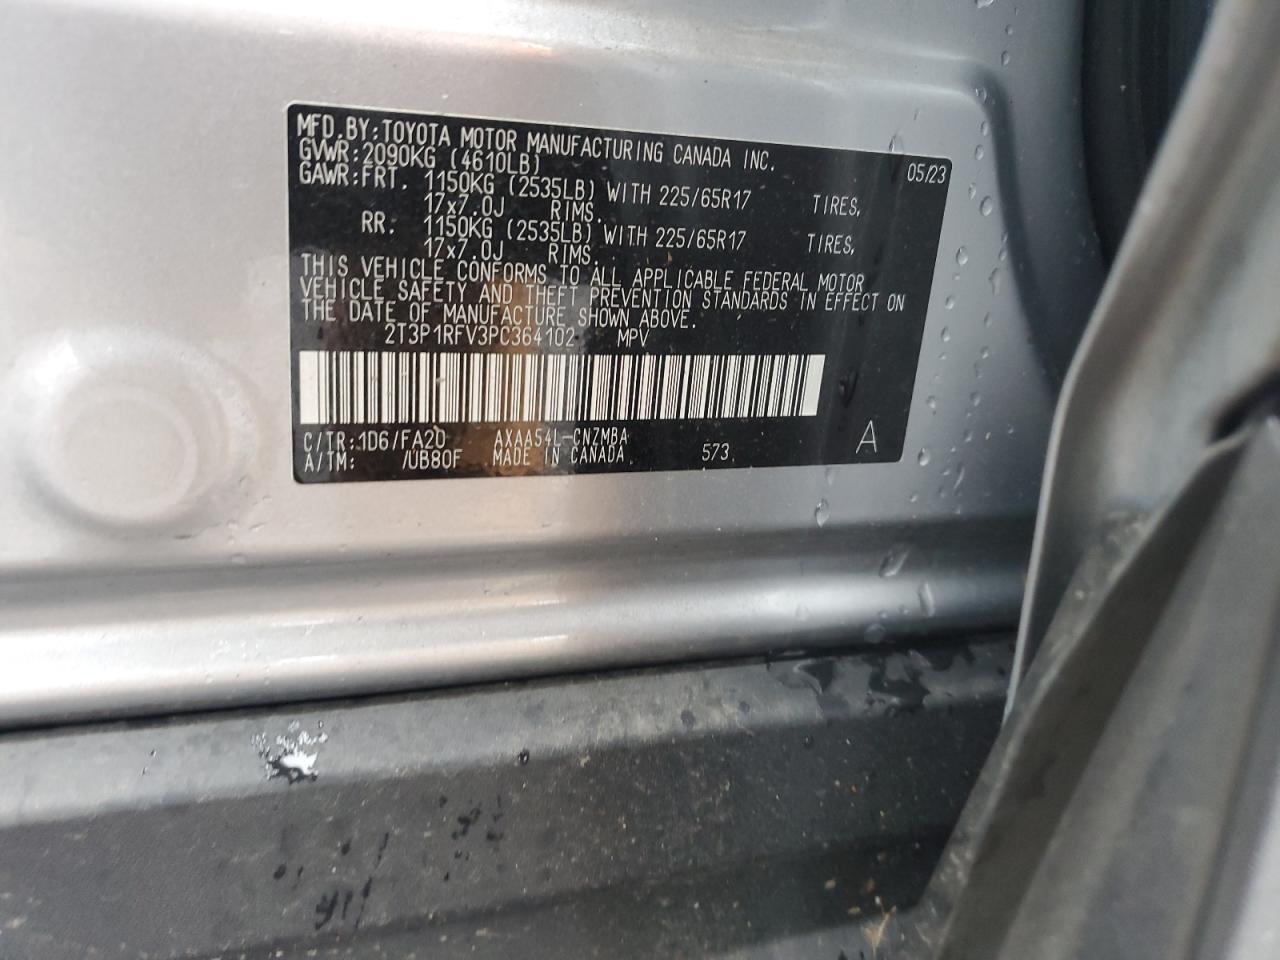 MFD.BY:TOYOTA MOTOR MANUFACTURING CANADA INC. 05/23
GVWR:2090KG (4610LB)
GAWR:FRT. 1150KG (2535LB) WITH 225/65R17 TIRES,
17x7.0J RIMS.
RR. 1150KG (2535LB) WITH 225/65R17 TIRES,
17x7.0J RIMS.
THIS VEHICLE CONFORMS TO ALL APPLICABLE FEDERAL MOTOR
VEHICLE SAFETY AND THEFT PREVENTION STANDARDS IN EFFECT ON
THE DATE OF MANUFACTURE SHOWN ABOVE.
2T3P1RFV3PC364102 MPV
C/TR:1D6/FA20 AXAA54L-CNZMBA A
A/TM: /UB80F MADE IN CANADA 573